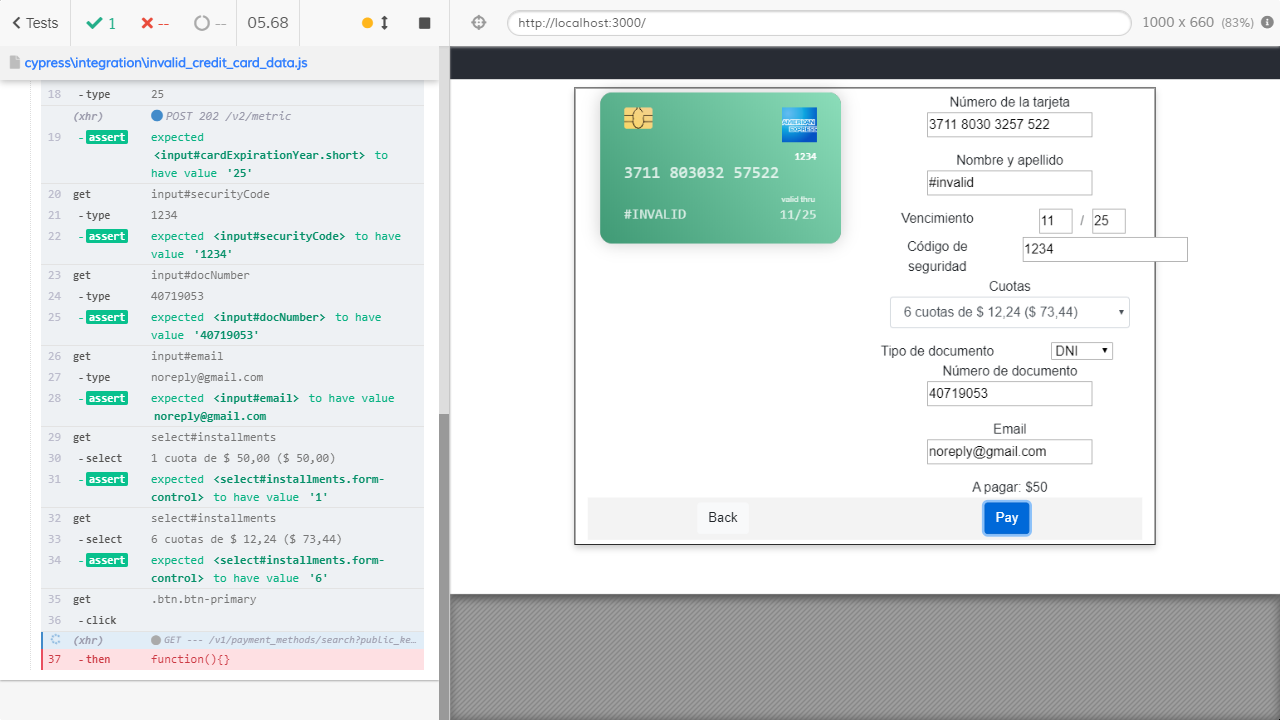 Tests
1
--
--
05.68
http://localhost:3000/
1000 x 660 (83%)
cypress\integration\invalid_credit_card_data.js
18 -type 25
(xhr) POST 202 /v2/metric
19 -assert expected
<input#cardExpirationYear.short> to
have value '25'
20 get input#securityCode
21 -type 1234
22 -assert expected <input#securityCode> to have
value '1234'
23 get input#docNumber
24 -type 40719053
25 -assert expected <input#docNumber> to have
value '40719053'
26 get input#email
27 -type noreply@gmail.com
28 -assert expected <input#email> to have value
noreply@gmail.com
29 get select#installments
30 -select 1 cuota de $ 50,00 ($ 50,00)
31 -assert expected <select#installments.form-
control> to have value '1'
32 get select#installments
33 -select 6 cuotas de $ 12,24 ($ 73,44)
34 -assert expected <select#installments.form-
control> to have value '6'
35 get .btn.btn-primary
36 -click
(xhr) GET --- /v1/payment_methods/search?public_ke…
37 -then function(){}
AMERICAN
EXPRESS
1234
3711 803032 57522
valid thru
#INVALID 11/25
Número de la tarjeta
3711 8030 3257 522
Nombre y apellido
#invalid
Vencimiento 11 / 25
Código de
seguridad
1234
Cuotas
6 cuotas de $ 12,24 ($ 73,44)
Tipo de documento DNI
Número de documento
40719053
Email
noreply@gmail.com
A pagar: $50
Back Pay